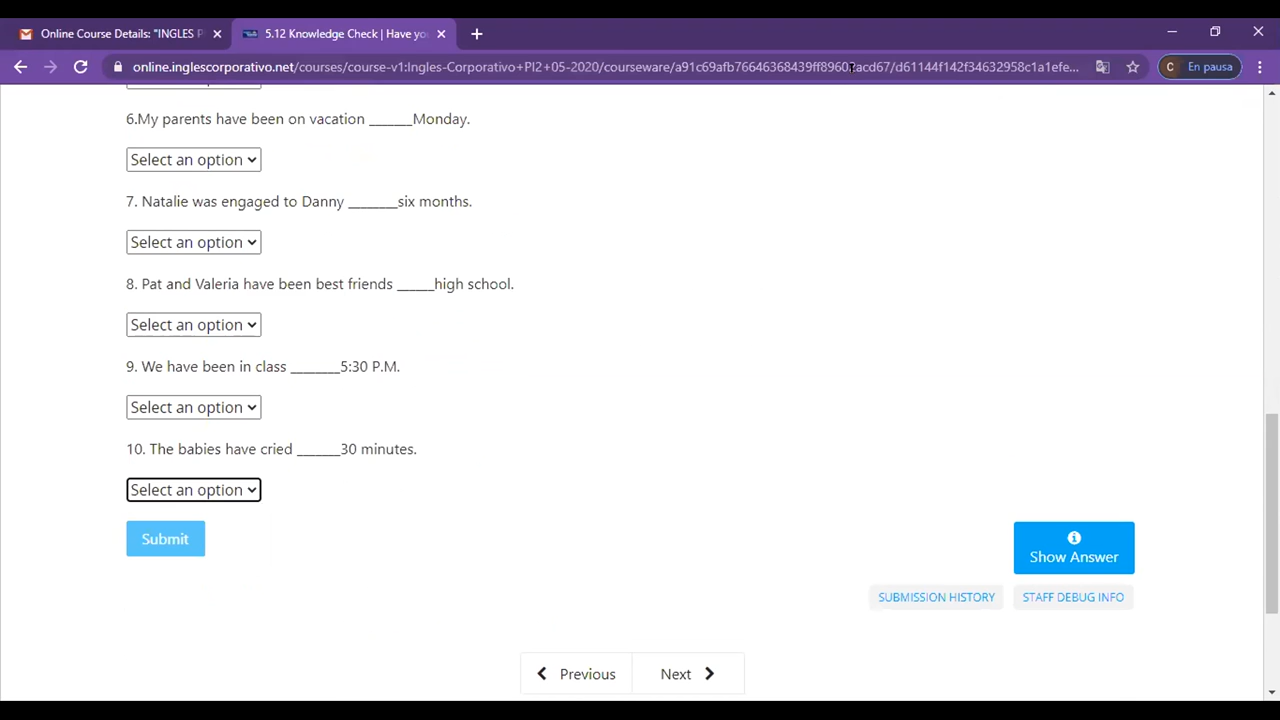 Online Course Details: "INGLES P
5.12 Knowledge Check | Have you
online.inglescorporativo.net/courses/course-v1:Ingles-Corporativo+PI2+05-2020/courseware/
C En pausa
6.My parents have been on vacation ______Monday.
Select an option
7. Natalie was engaged to Danny _______six months.
Select an option
8. Pat and Valeria have been best friends _____high school.
Select an option
9. We have been in class _______5:30 P.M.
Select an option
10. The babies have cried ______30 minutes.
Select an option
Submit
Show Answer
SUBMISSION HISTORY
STAFF DEBUG INFO
Previous
Next